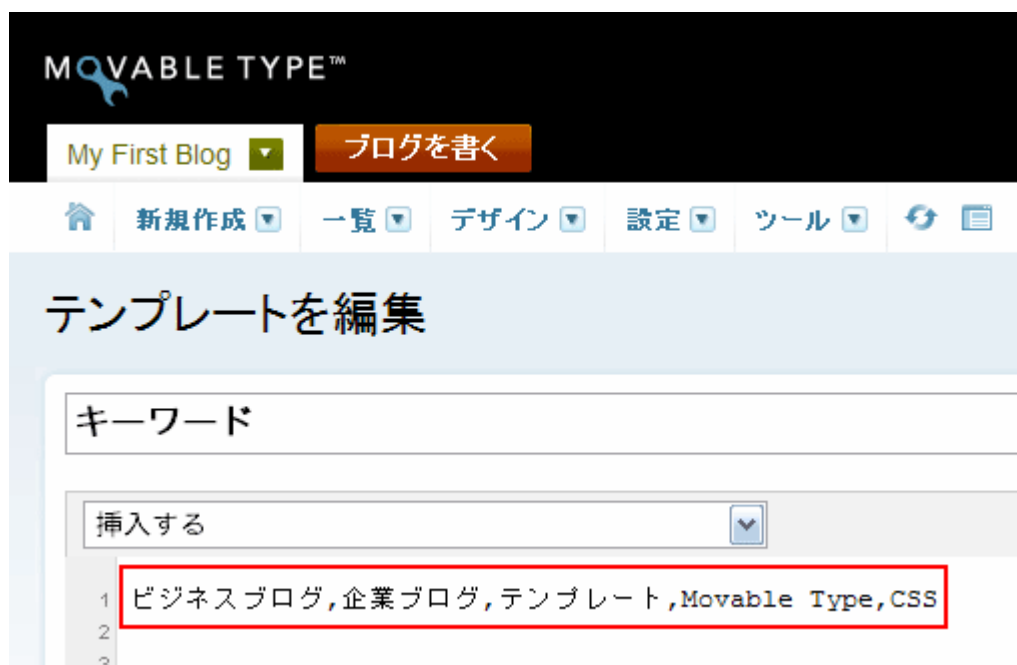 MOVABLE TYPE™
My First Blog ブログを書く
新規作成 一覧 デザイン 設定 ツール
テンプレートを編集
キーワード
挿入する
1 ビジネスブログ,企業ブログ,テンプレート,Movable Type,CSS
2
3